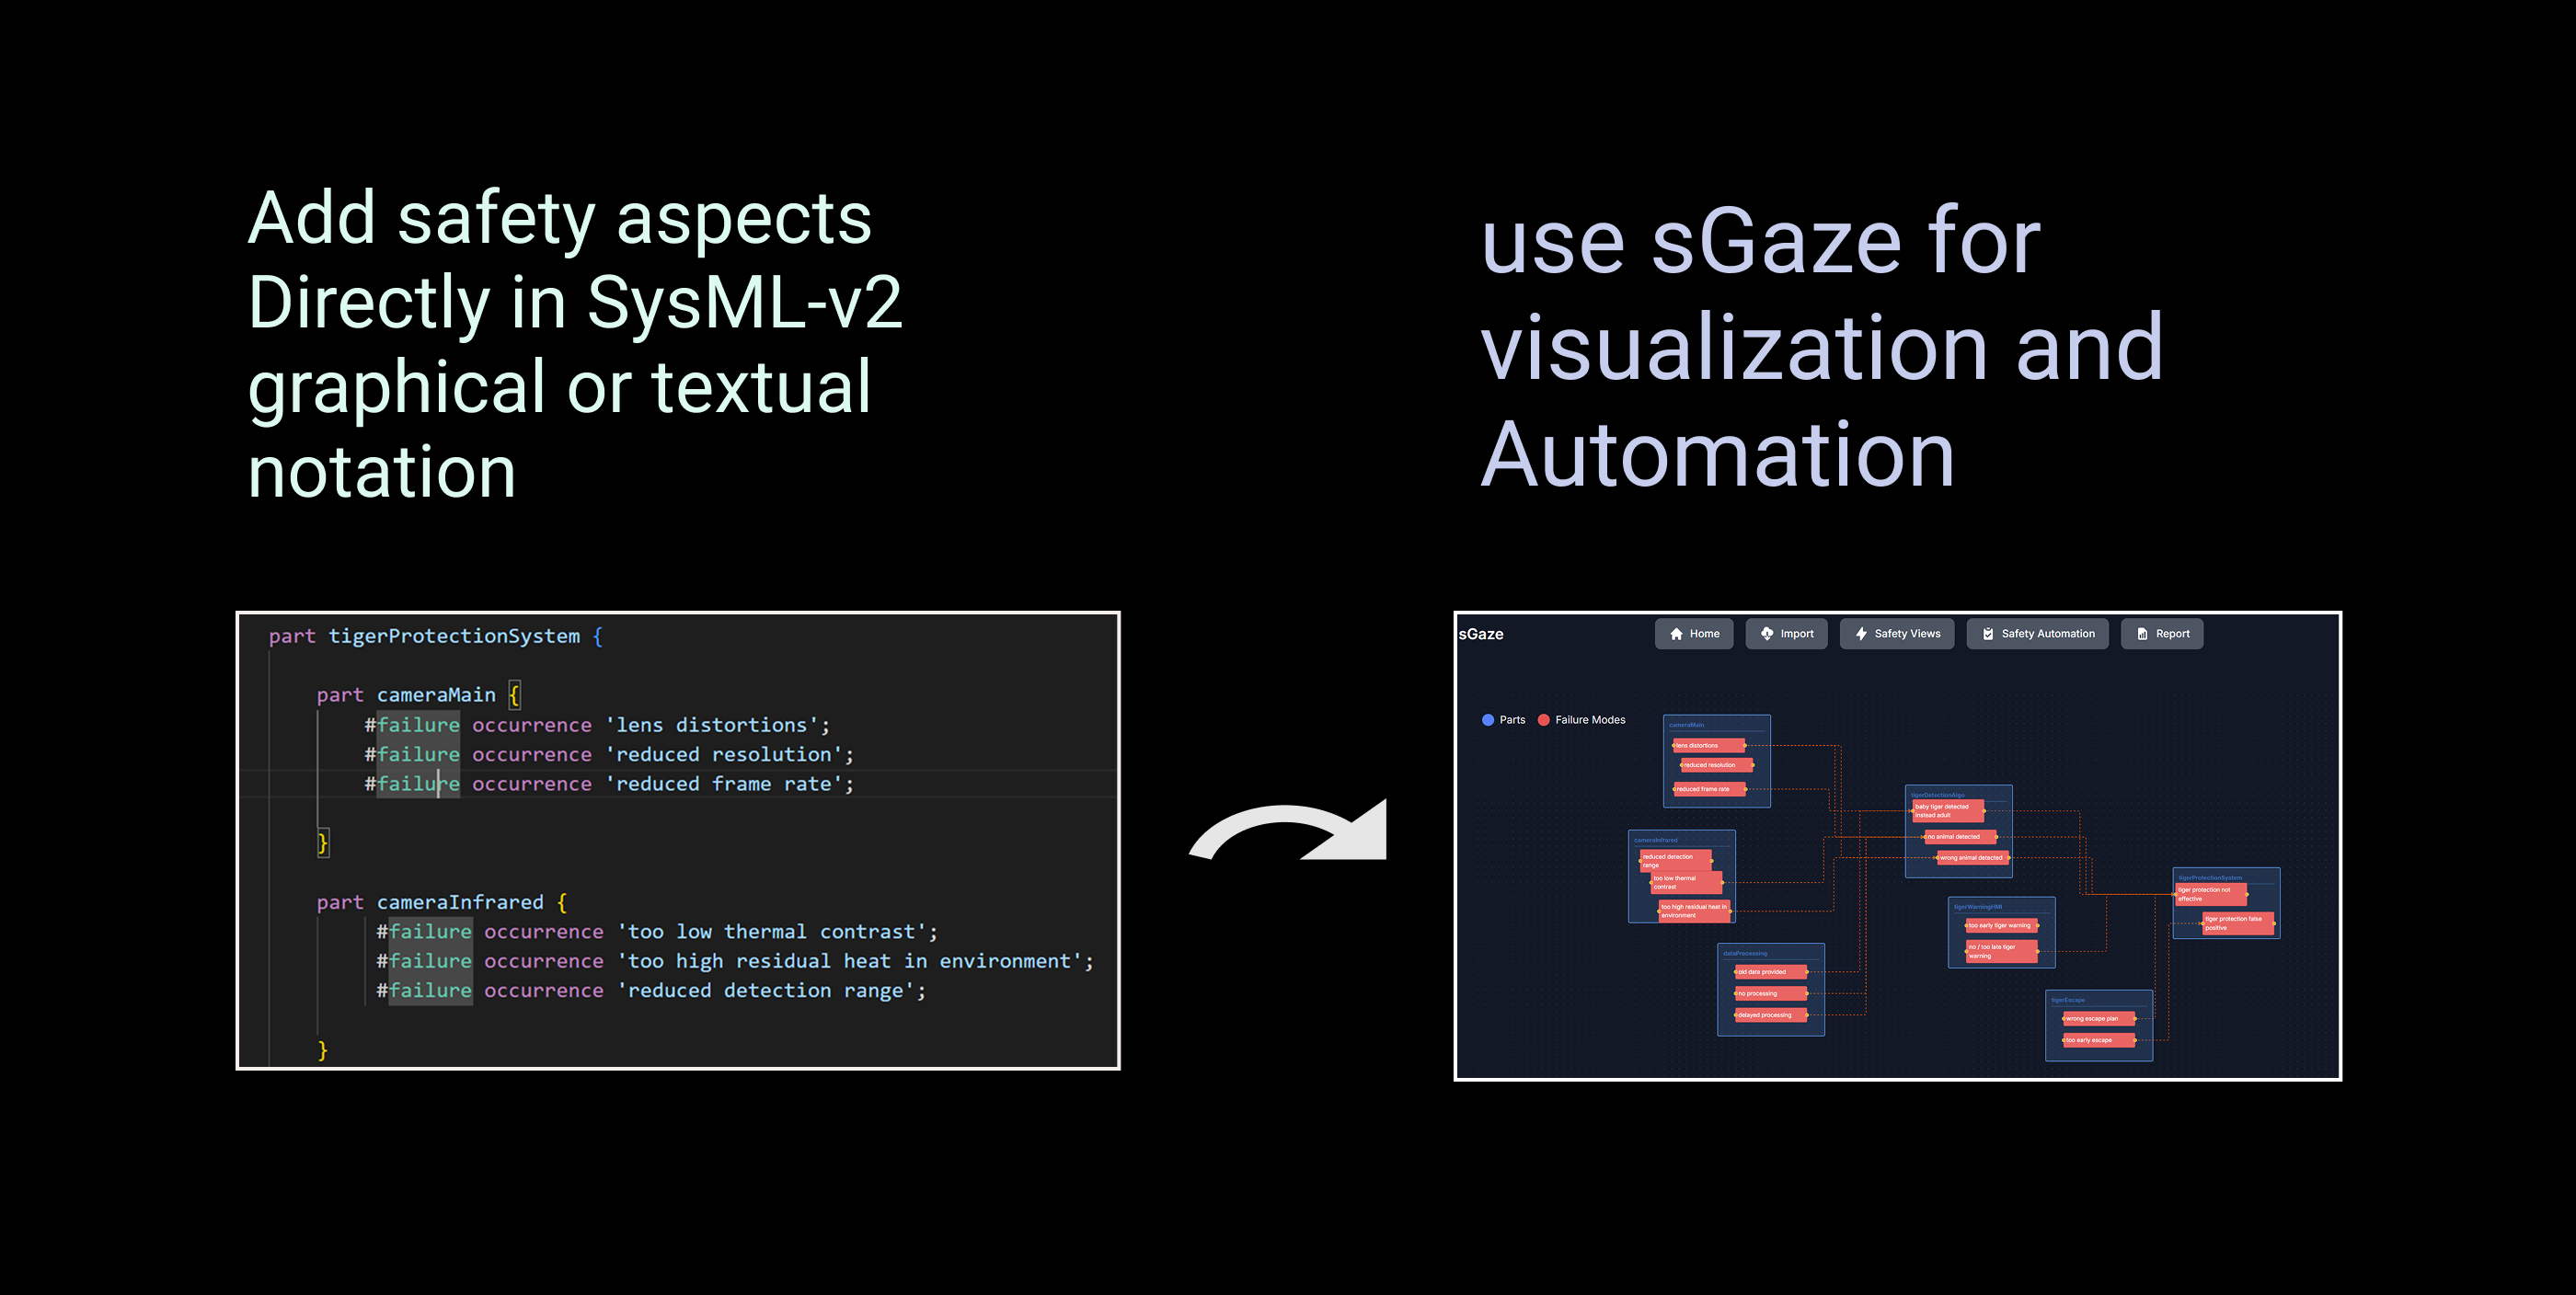 Add safety aspects
Directly in SysML-v2
graphical or textual
notation
use sGaze for
visualization and
Automation
part tigerProtectionSystem {
part cameraMain {
#failure occurrence 'lens distortions';
#failure occurrence 'reduced resolution';
#failure occurrence 'reduced frame rate';
}
part cameraInfrared {
#failure occurrence 'too low thermal contrast';
#failure occurrence 'too high residual heat in environment';
#failure occurrence 'reduced detection range';
}
sGaze
Home
Import
Safety Views
Safety Automation
Report
Parts
Failure Modes
cameraMain
lens distortions
reduced resolution
reduced frame rate
cameraInfrared
reduced detection
range
too low thermal
contrast
too high residual heat in
environment
dataProcessing
old data provided
no processing
delayed processing
tigerDetectionAlgo
baby tiger detected
instead adult
no animal detected
wrong animal detected
tigerWarningHMI
too early tiger warning
no / too late tiger
warning
tigerEscape
wrong escape plan
too early escape
tigerProtectionSystem
tiger protection not
effective
tiger protection false
positive